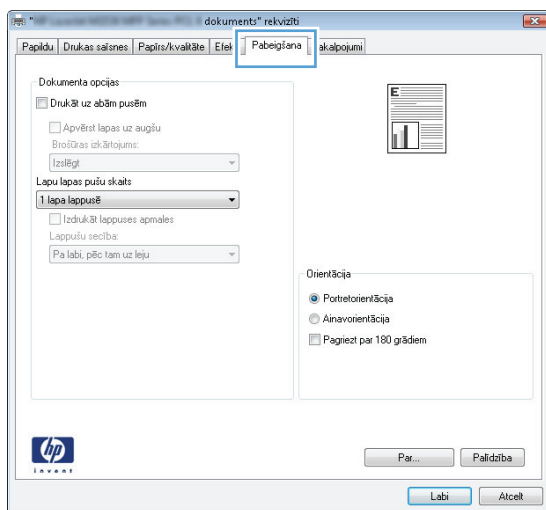 dokuments" rekvizīti
Papildu Drukas saīsnes Papīrs/kvalitāte Efek Pabeigšana akalpojumi
Dokumenta opcijas
Drukāt uz abām pusēm
Apvērst lapas uz augšu
Brošūras izkārtojums:
Izslēgt
Lapu lapas pušu skaits
1 lapa lappusē
Izdrukāt lappuses apmales
Lappušu secība:
Pa labi, pēc tam uz leju
E
Orientācija
Portretorientācija
Ainavorientācija
Pagriezt par 180 grādiem
hp
invent
Par... Palīdzība
Labi Atcelt